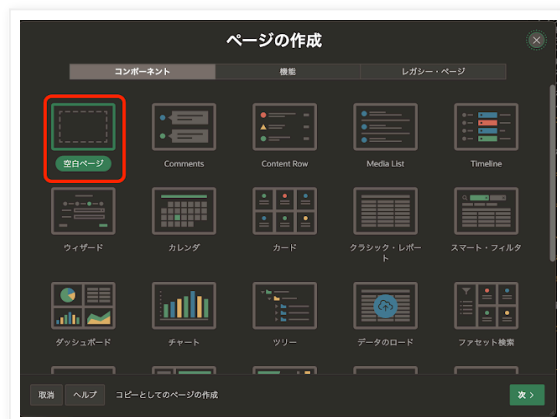 ページの作成
コンポーネント 機能 レガシー・ページ
空白ページ Comments Content Row Media List Timeline
ウィザード カレンダ カード クラシック・レポー
ト スマート・フィルタ
ダッシュボード チャート ツリー データのロード ファセット検索
取消 ヘルプ コピーとしてのページの作成 次 >